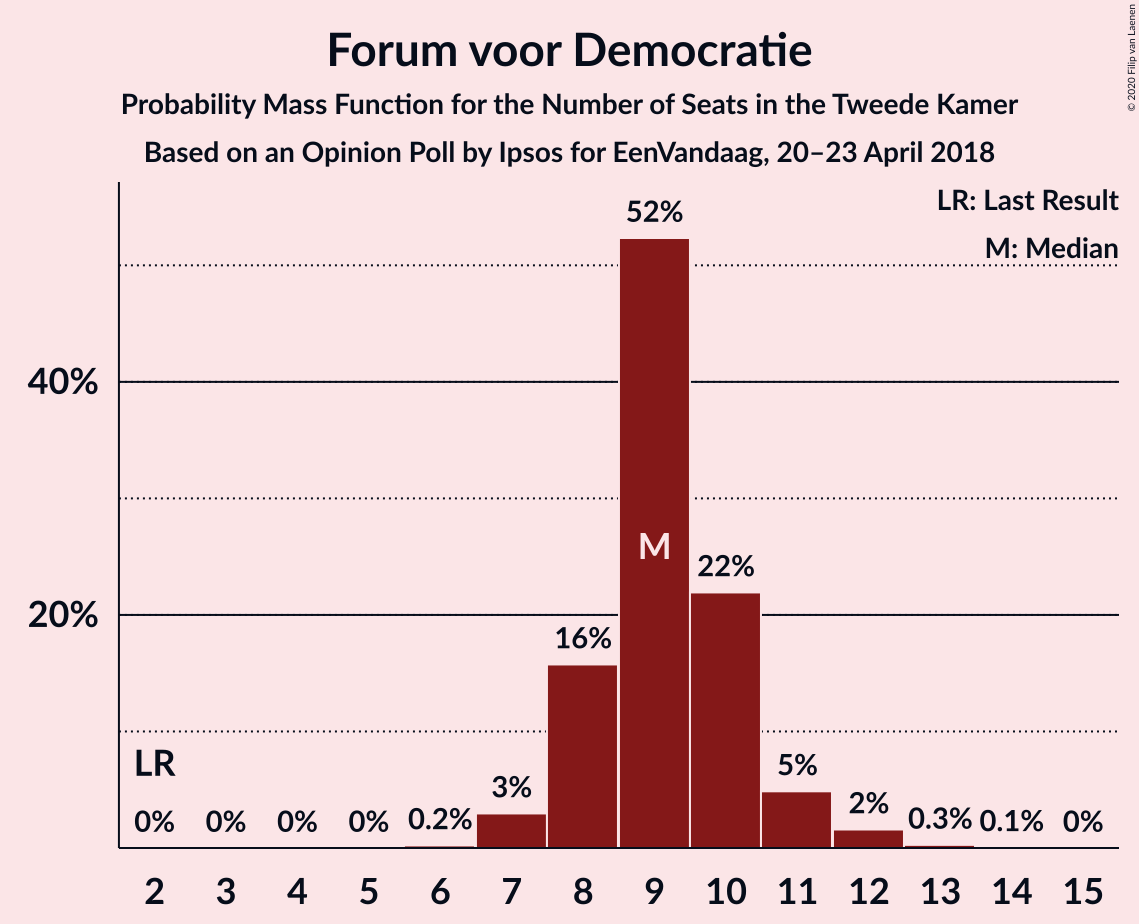 Forum voor Democratie
Probability Mass Function for the Number of Seats in the Tweede Kamer
Based on an Opinion Poll by Ipsos for EenVandaag, 20–23 April 2018
© 2020 Filip van Laenen
LR: Last Result
M: Median
52%
40%
M
22%
20%
16%
LR
5%
3%
2%
0% 0% 0% 0% 0.2% 0.3% 0.1% 0%
2 3 4 5 6 7 8 9 10 11 12 13 14 15